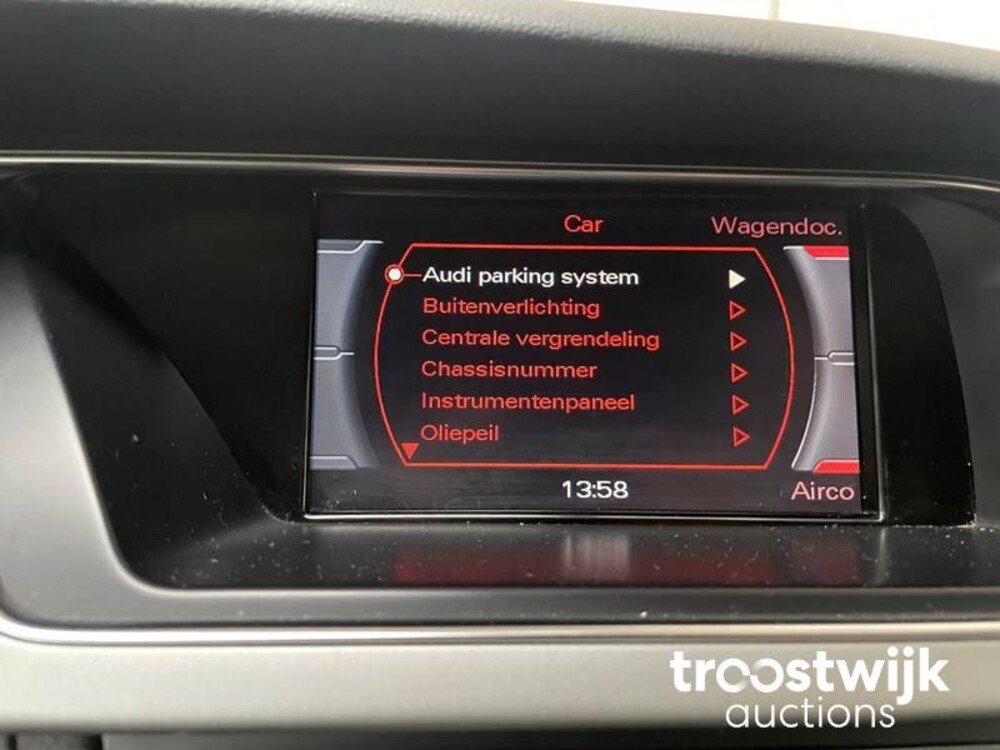 Car
Wagendoc.
Audi parking system
Buitenverlichting
Centrale vergrendeling
Chassisnummer
Instrumentenpaneel
Oliepeil
13:58
Airco
troostwijk
auctions